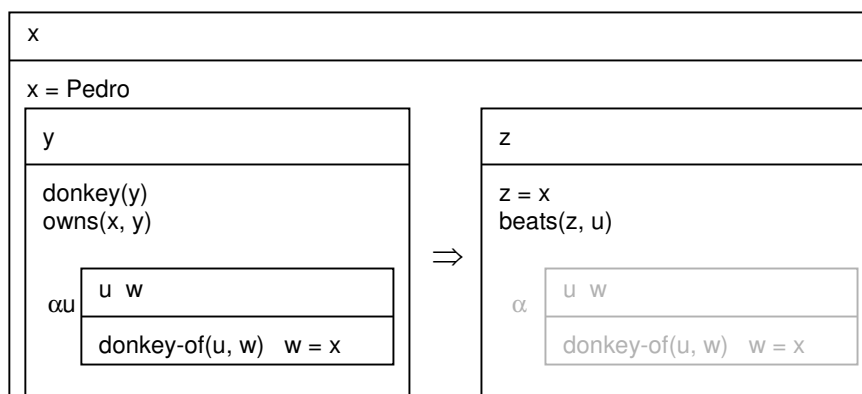 x
x = Pedro
y
donkey(y)
owns(x, y)
αu
u w
donkey-of(u, w) w = x
⇒
z
z = x
beats(z, u)
α
u w
donkey-of(u, w) w = x